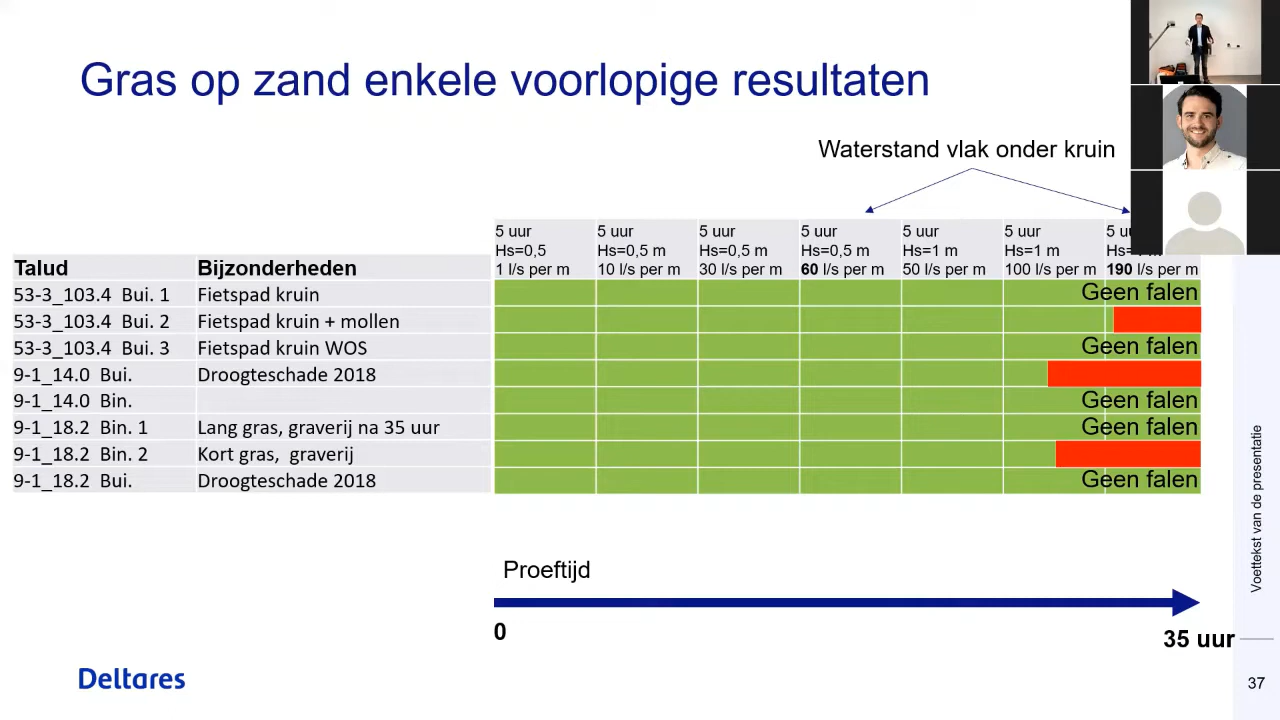 Gras op zand enkele voorlopige resultaten
Waterstand vlak onder kruin
5 uur
Hs=0,5
1 l/s per m
5 uur
Hs=0,5 m
10 l/s per m
5 uur
Hs=0,5 m
30 l/s per m
5 uur
Hs=0,5 m
60 l/s per m
5 uur
Hs=1 m
50 l/s per m
5 uur
Hs=1 m
100 l/s per m
190 l/s per m
Talud Bijzonderheden
53-3_103.4 Bui. 1 Fietspad kruin Geen falen
53-3_103.4 Bui. 2 Fietspad kruin + mollen
53-3_103.4 Bui. 3 Fietspad kruin WOS Geen falen
9-1_14.0 Bui. Droogteschade 2018
9-1_14.0 Bin. Geen falen
9-1_18.2 Bin. 1 Lang gras, graverij na 35 uur Geen falen
9-1_18.2 Bin. 2 Kort gras, graverij
9-1_18.2 Bui. Droogteschade 2018 Geen falen
Proeftijd
0
35 uur
Deltares
Voettekst van de presentatie
37